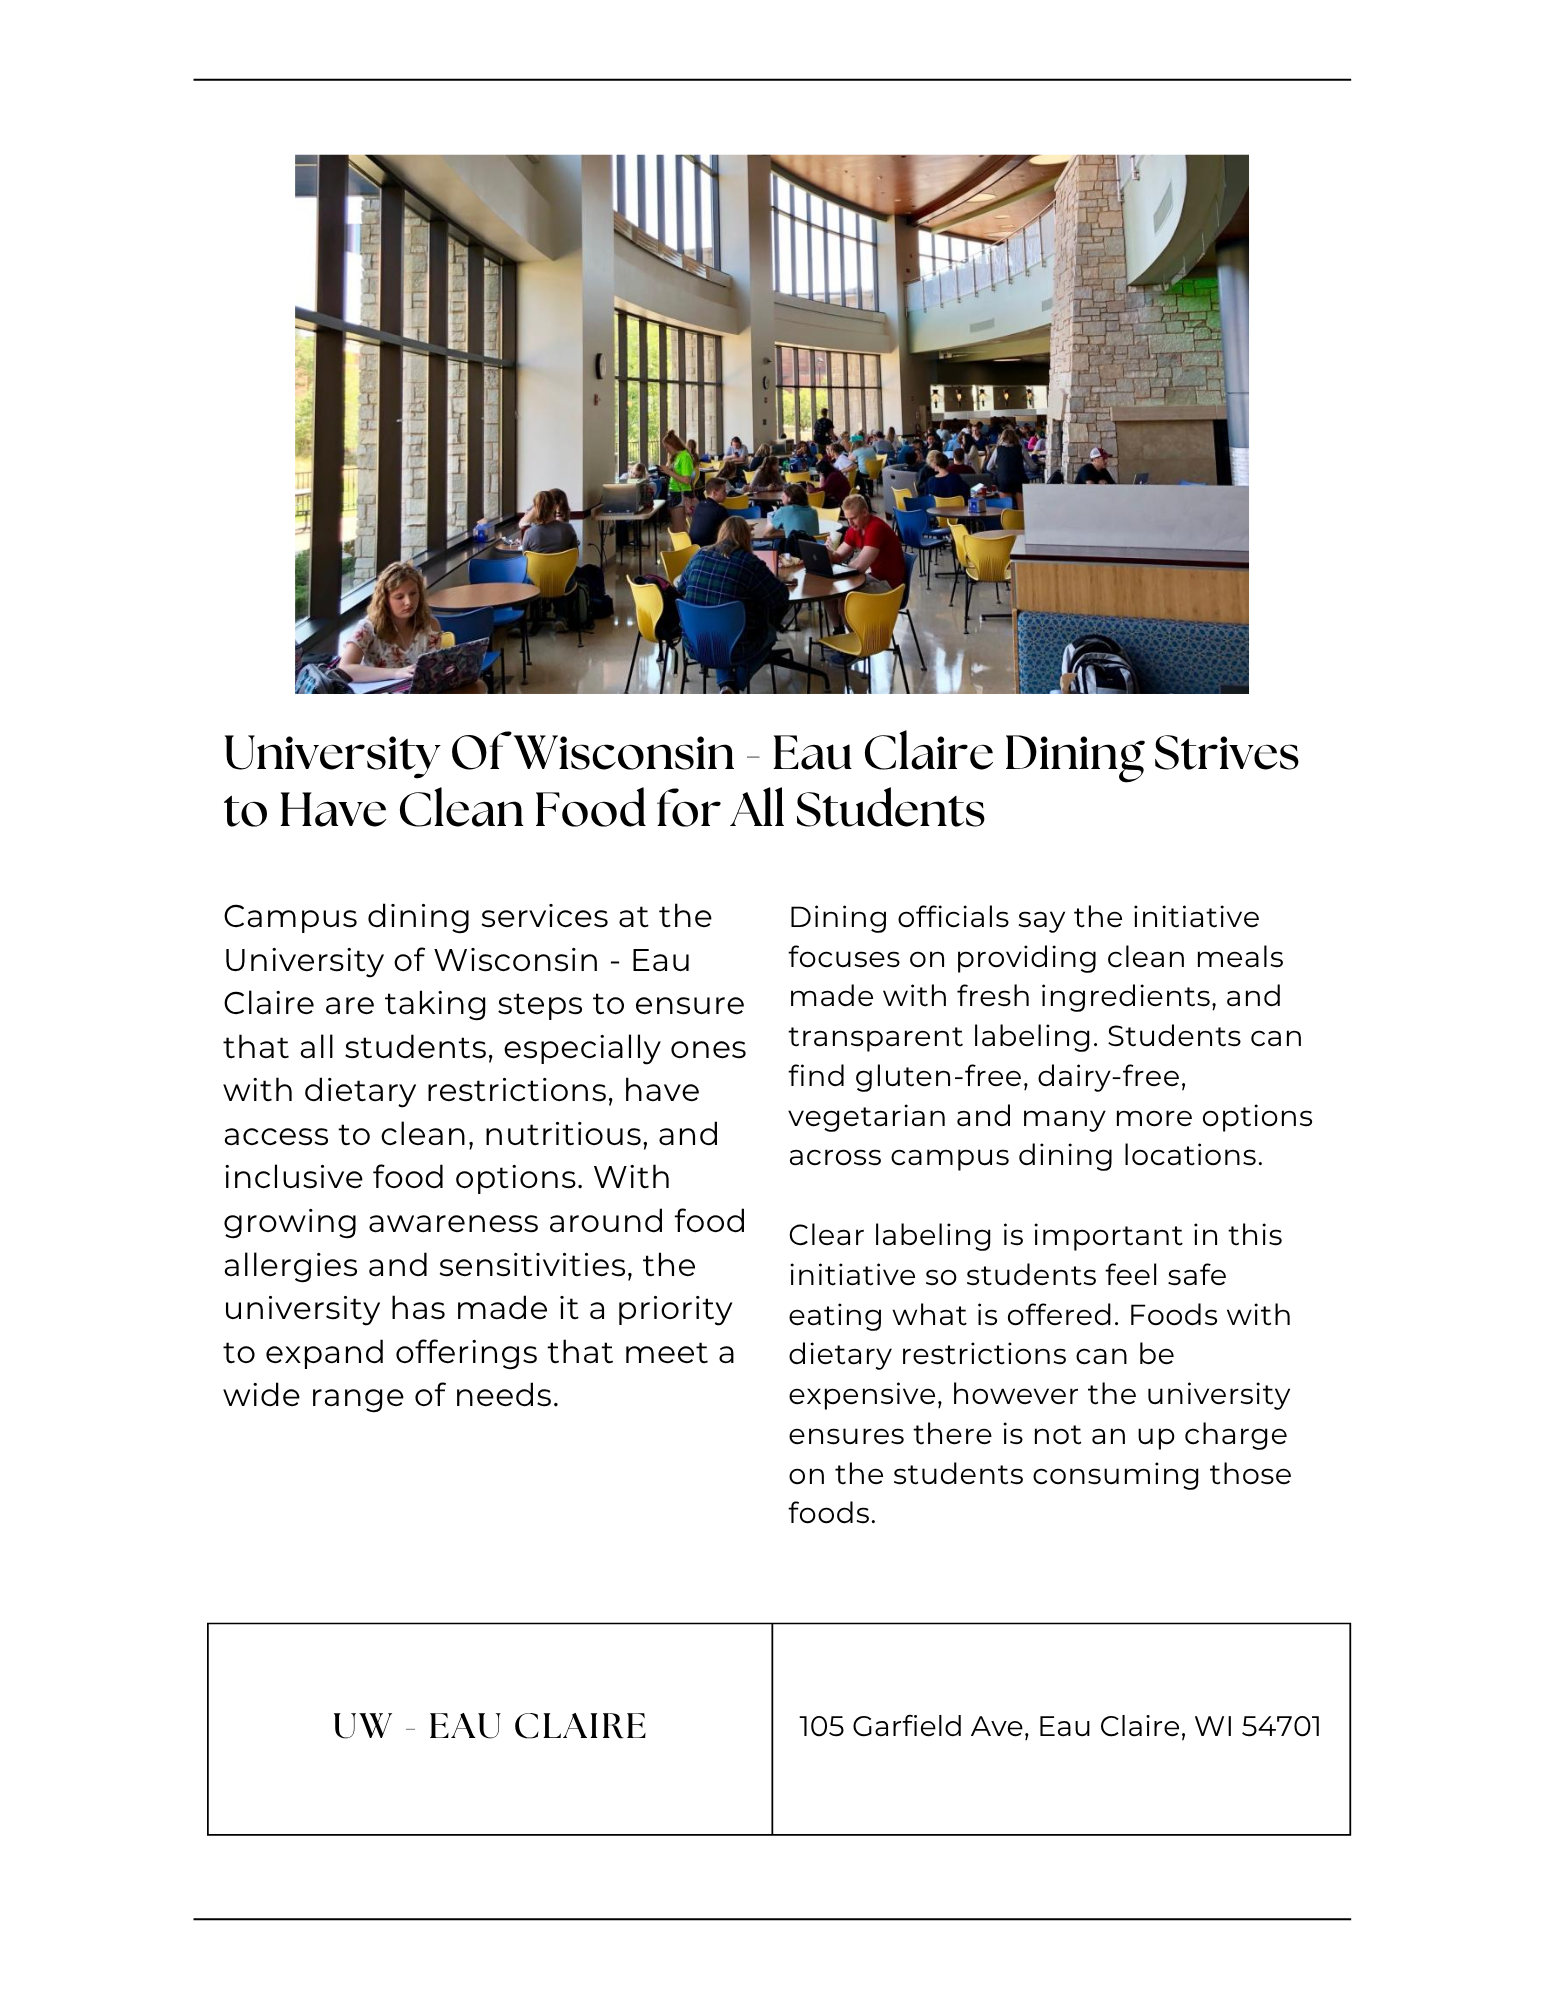 University Of Wisconsin - Eau Claire Dining Strives
to Have Clean Food for All Students
Campus dining services at the
University of Wisconsin - Eau
Claire are taking steps to ensure
that all students, especially ones
with dietary restrictions, have
access to clean, nutritious, and
inclusive food options. With
growing awareness around food
allergies and sensitivities, the
university has made it a priority
to expand offerings that meet a
wide range of needs.
Dining officials say the initiative
focuses on providing clean meals
made with fresh ingredients, and
transparent labeling. Students can
find gluten-free, dairy-free,
vegetarian and many more options
across campus dining locations.
Clear labeling is important in this
initiative so students feel safe
eating what is offered. Foods with
dietary restrictions can be
expensive, however the university
ensures there is not an up charge
on the students consuming those
foods.
UW - EAU CLAIRE
105 Garfield Ave, Eau Claire, WI 54701